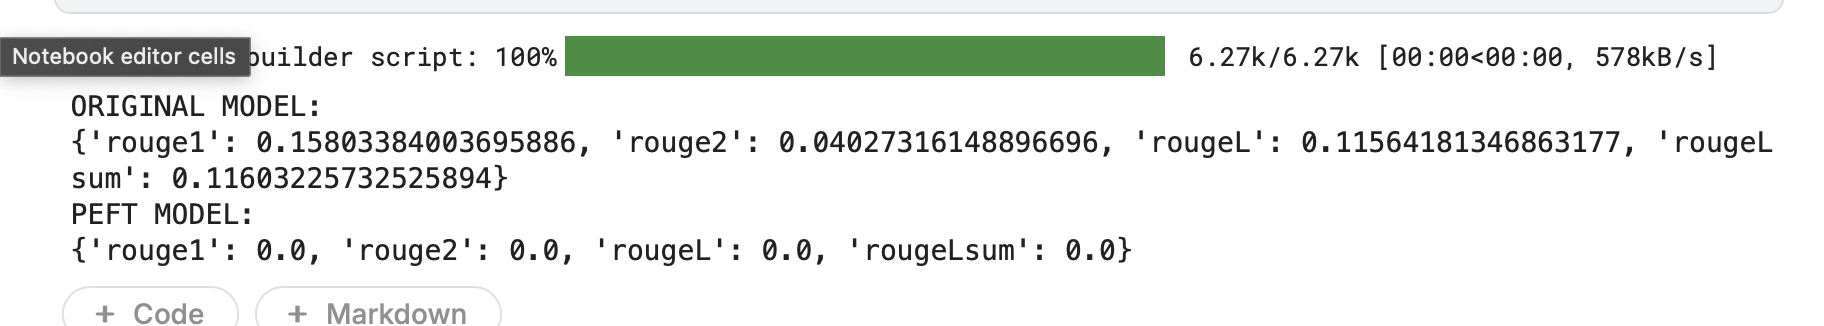 Notebook editor cells builder script: 100% 6.27k/6.27k [00:00<00:00, 578kB/s]
ORIGINAL MODEL:
{'rouge1': 0.15803384003695886, 'rouge2': 0.04027316148896696, 'rougeL': 0.11564181346863177, 'rougeL
sum': 0.11603225732525894}
PEFT MODEL:
{'rouge1': 0.0, 'rouge2': 0.0, 'rougeL': 0.0, 'rougeLsum': 0.0}
+ Code + Markdown